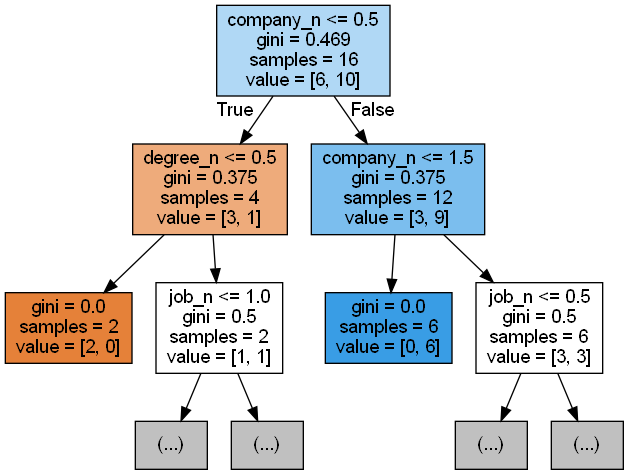 company_n <= 0.5
gini = 0.469
samples = 16
value = [6, 10]
True
False
degree_n <= 0.5
gini = 0.375
samples = 4
value = [3, 1]
company_n <= 1.5
gini = 0.375
samples = 12
value = [3, 9]
gini = 0.0
samples = 2
value = [2, 0]
job_n <= 1.0
gini = 0.5
samples = 2
value = [1, 1]
gini = 0.0
samples = 6
value = [0, 6]
job_n <= 0.5
gini = 0.5
samples = 6
value = [3, 3]
(...)
(...)
(...)
(...)